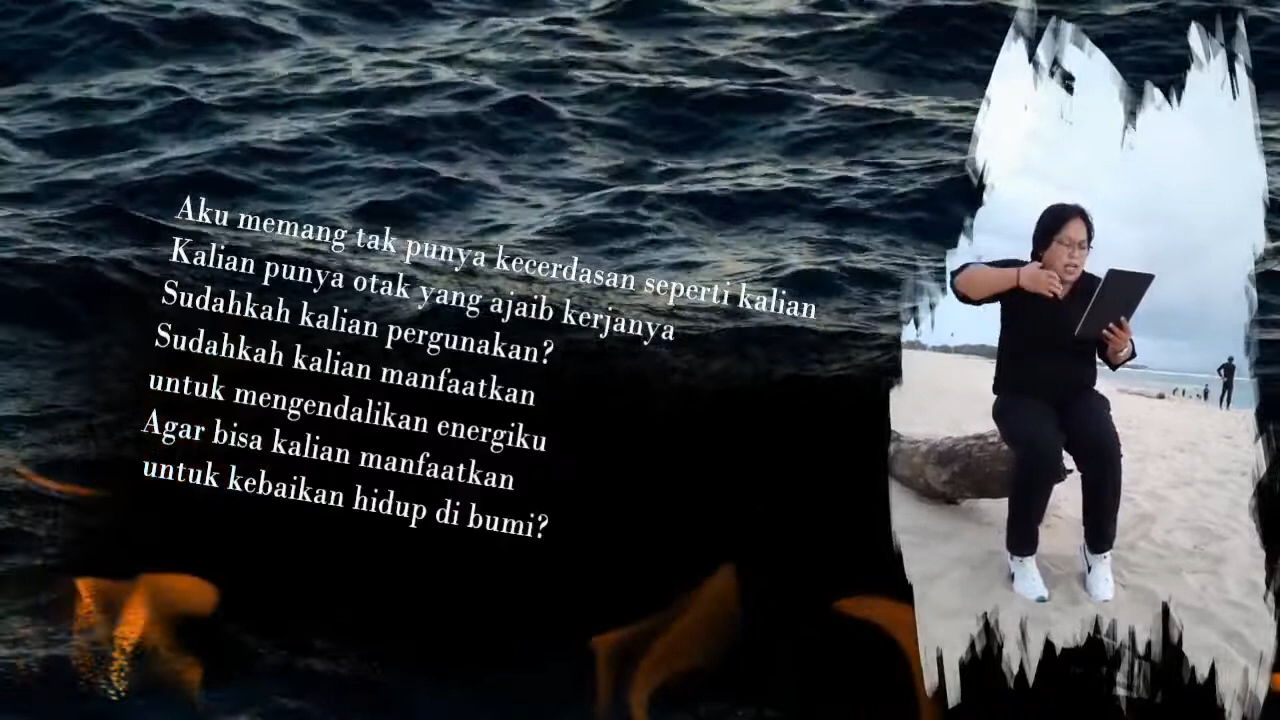 Aku memang tak punya kecerdasan seperti kalian
Kalian punya otak yang ajaib kerjanya
Sudahkah kalian pergunakan?
Sudahkah kalian manfaatkan
untuk mengendalikan energiku
Agar bisa kalian manfaatkan
untuk kebaikan hidup di bumi?